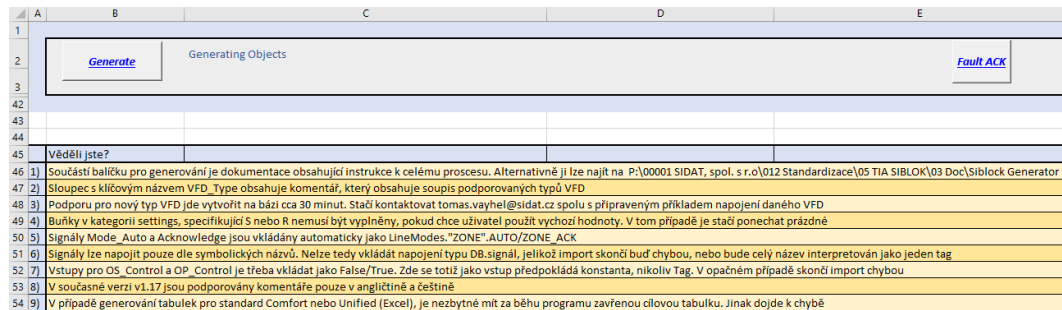 A B C D E
1
2 Generate Generating Objects Fault ACK
3
42
43
44
45 Věděli jste?
46 1) Součástí balíčku pro generování je dokumentace obsahující instrukce k celému procesu. Alternativně ji lze najít na P:\00001 SIDAT, spol. s r.o\012 Standardizace\05 TIA SIBLOK\03 Doc\Siblock Generator
47 2) Sloupec s klíčovým názvem VFD_Type obsahuje komentář, který obsahuje soupis podporovaných typů VFD
48 3) Podporu pro nový typ VFD jde vytvořit na bázi cca 30 minut. Stačí kontaktovat tomas.vayhel@sidat.cz spolu s připraveným příkladem napojení daného VFD
49 4) Buňky v kategorii settings, specifikující S nebo R nemusí být vyplněny, pokud chce uživatel použít vychozí hodnoty. V tom případě je stačí ponechat prázdné
50 5) Signály Mode_Auto a Acknowledge jsou vkládány automaticky jako LineModes."ZONE".AUTO/ZONE_ACK
51 6) Signály lze napojit pouze dle symbolických názvů. Nelze tedy vkládát napojení typu DB.signál, jelikož import skončí buď chybou, nebo bude celý název interpretován jako jeden tag
52 7) Vstupy pro OS_Control a OP_Control je třeba vkládát jako False/True. Zde se totiž jako vstup předpokládá konstanta, nikoliv Tag. V opačném případě skončí import chybou
53 8) V současné verzi v1.17 jsou podporovány komentáře pouze v angličtině a češtině
54 9) V případě generování tabulek pro standard Comfort nebo Unified (Excel), je nezbytné mít za běhu programu zavřenou cílovou tabulku. Jinak dojde k chybě